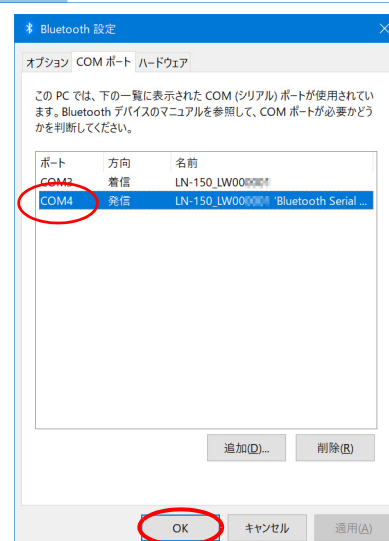 Bluetooth 設定
オプション COM ポート ハードウェア
この PC では、下の一覧に表示された COM (シリアル) ポートが使用されてい
ます。Bluetooth デバイスのマニュアルを参照して、COM ポートが必要かどう
かを判断してください。
ポート 方向 名前
COM3 着信 LN-150_LW00
COM4 発信 LN-150_LW00 'Bluetooth Serial ...
追加(D)... 削除(R)
OK キャンセル 適用(A)